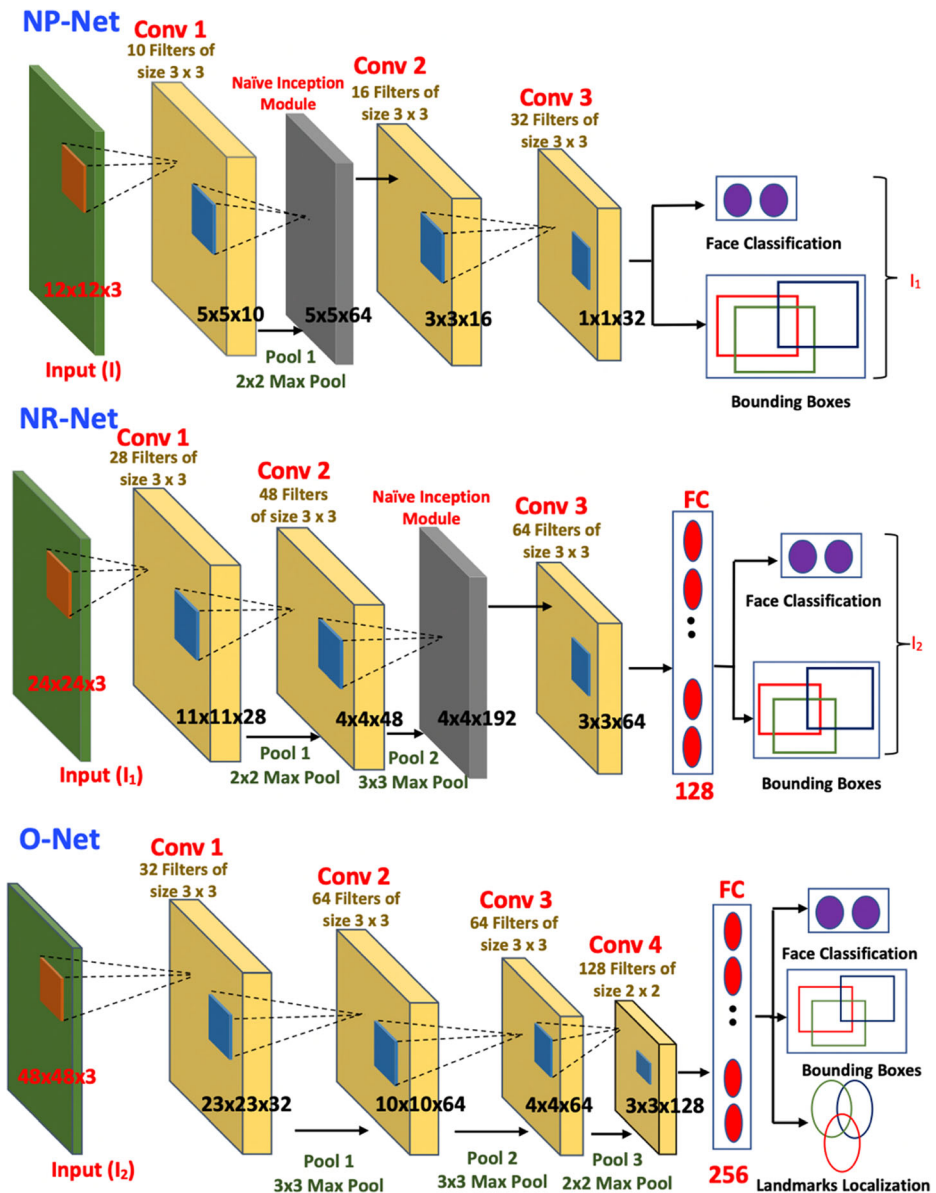 NP-Net
Conv 1
10 Filters of
size 3 x 3
Naïve Inception
Module
Conv 2
16 Filters of
size 3 x 3
Conv 3
32 Filters of
size 3 x 3
12x12x3
5x5x10
5x5x64
3x3x16
1x1x32
Input (I)
Pool 1
2x2 Max Pool
Face Classification
Bounding Boxes
I₁
NR-Net
Conv 1
28 Filters of
size 3 x 3
Conv 2
48 Filters
of size 3 x 3
Naïve Inception
Module
Conv 3
64 Filters of
size 3 x 3
FC
24x24x3
11x11x28
4x4x48
4x4x192
3x3x64
Input (I₁)
Pool 1
2x2 Max Pool
Pool 2
3x3 Max Pool
128
Face Classification
Bounding Boxes
I₂
O-Net
Conv 1
32 Filters of
size 3 x 3
Conv 2
64 Filters of
size 3 x 3
Conv 3
64 Filters of
size 3 x 3
Conv 4
128 Filters of
size 2 x 2
FC
48x48x3
23x23x32
10x10x64
4x4x64
3x3x128
Input (I₂)
Pool 1
3x3 Max Pool
Pool 2
3x3 Max Pool
Pool 3
2x2 Max Pool
256
Face Classification
Bounding Boxes
Landmarks Localization